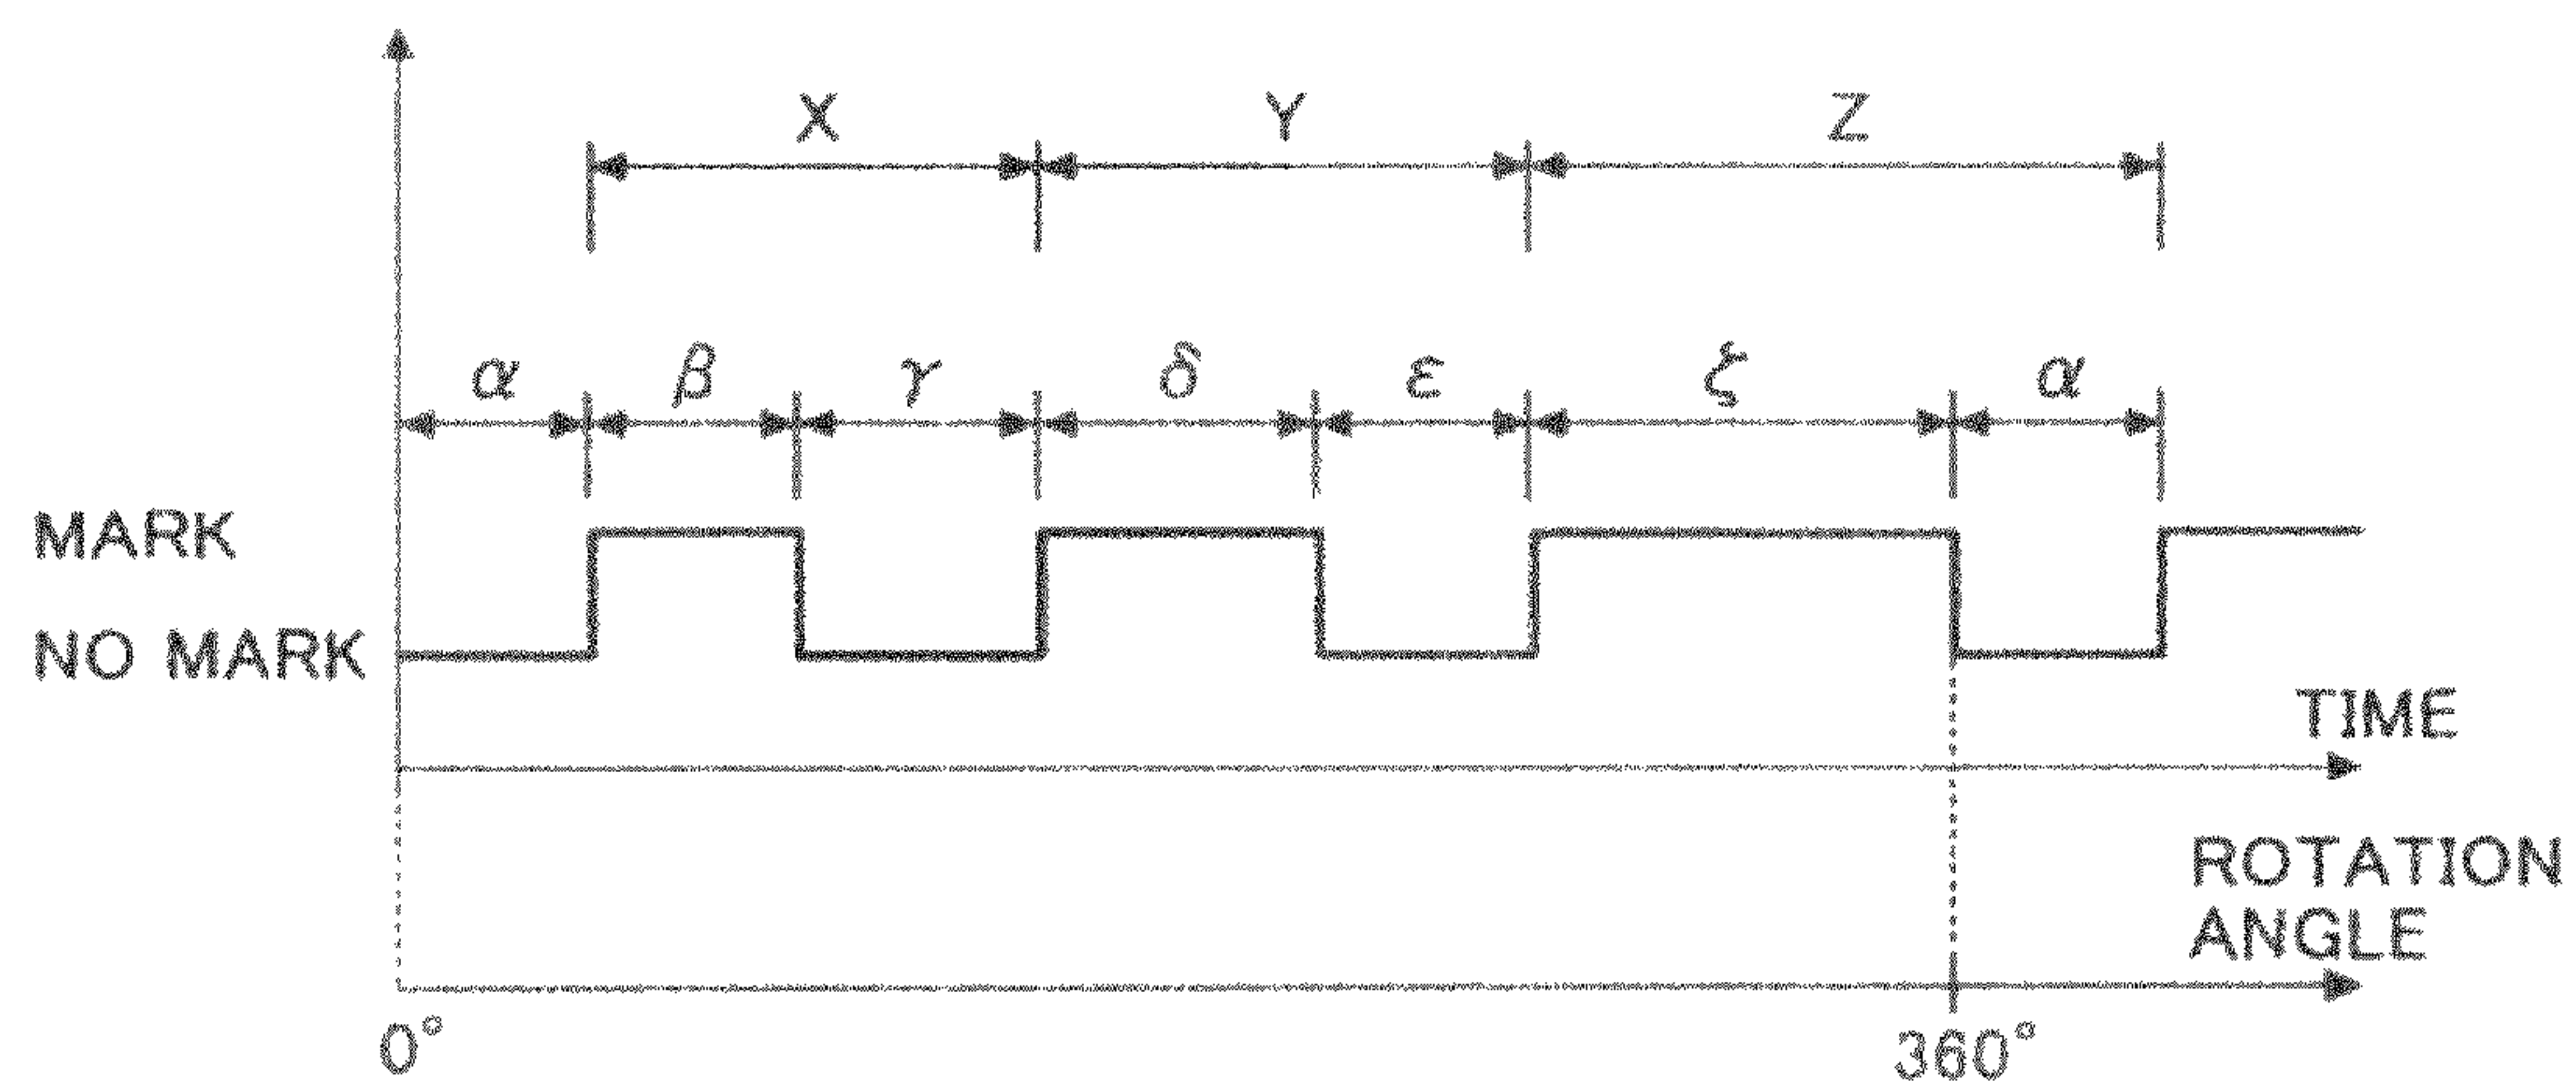 X Y Z
α β γ δ ε ζ α
MARK
NO MARK
TIME
ROTATION
ANGLE
0° 360°